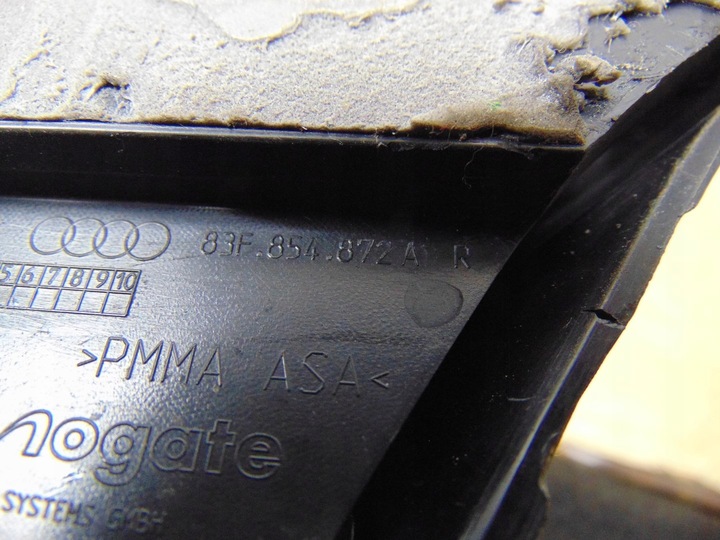 83F.854.872 A R
5 6 7 8 9 10
>PMMA ASA<
nogate
SYSTEMS GMBH